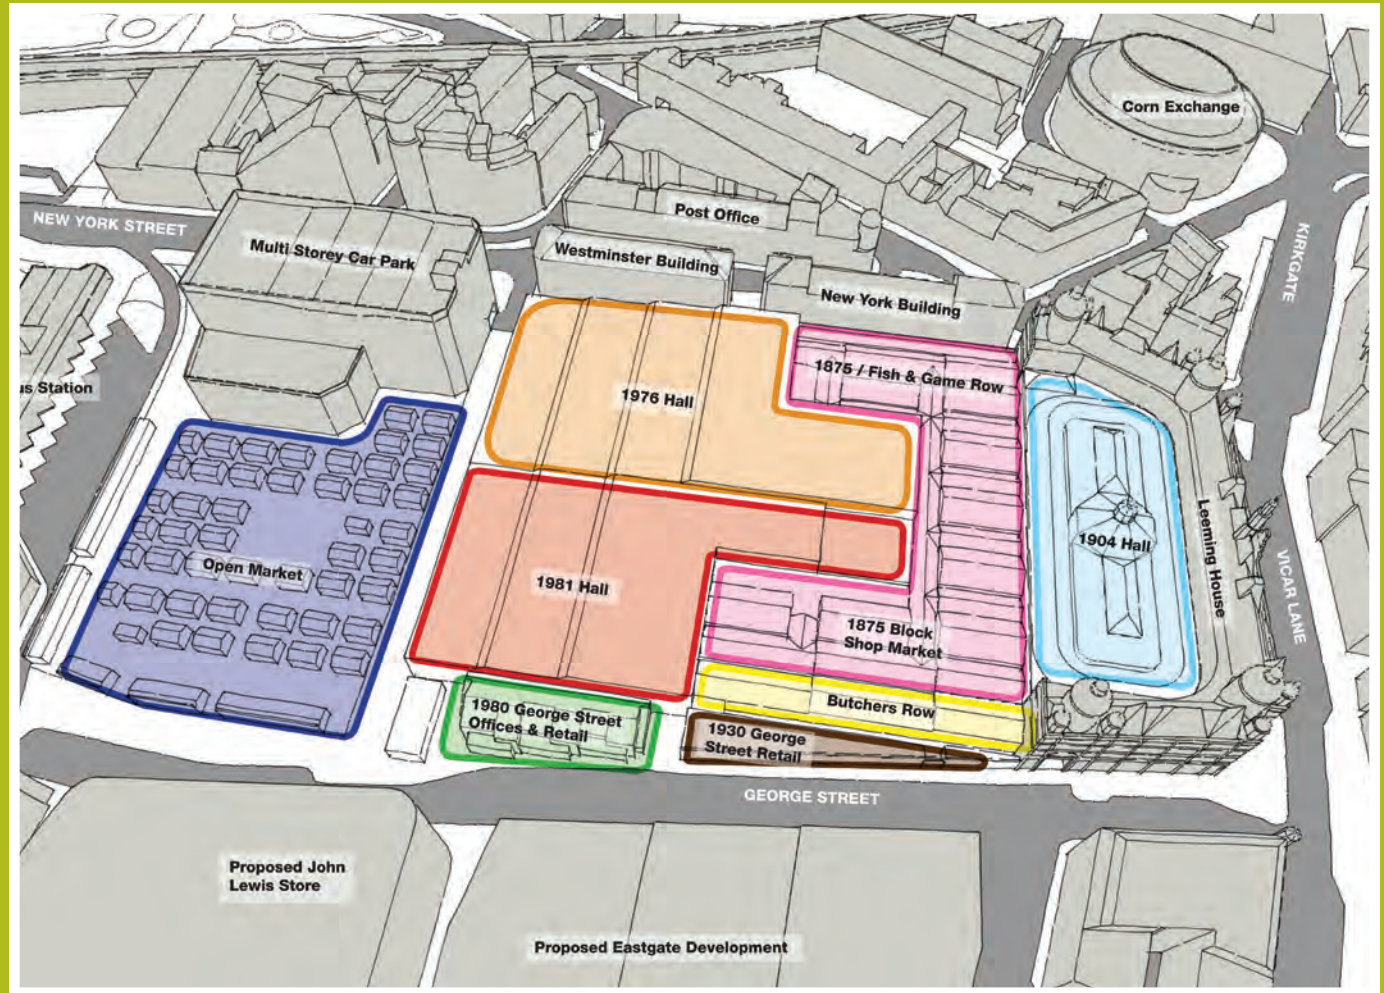 Corn Exchange
NEW YORK STREET
Post Office
Multi Storey Car Park
Westminster Building
KIRKGATE
New York Building
us Station
1875 / Fish & Game Row
1976 Hall
Leeming House
1904 Hall
VICAR LANE
Open Market
1981 Hall
1875 Block
Shop Market
Butchers Row
1980 George Street
Offices & Retail
1930 George
Street Retail
GEORGE STREET
Proposed John
Lewis Store
Proposed Eastgate Development